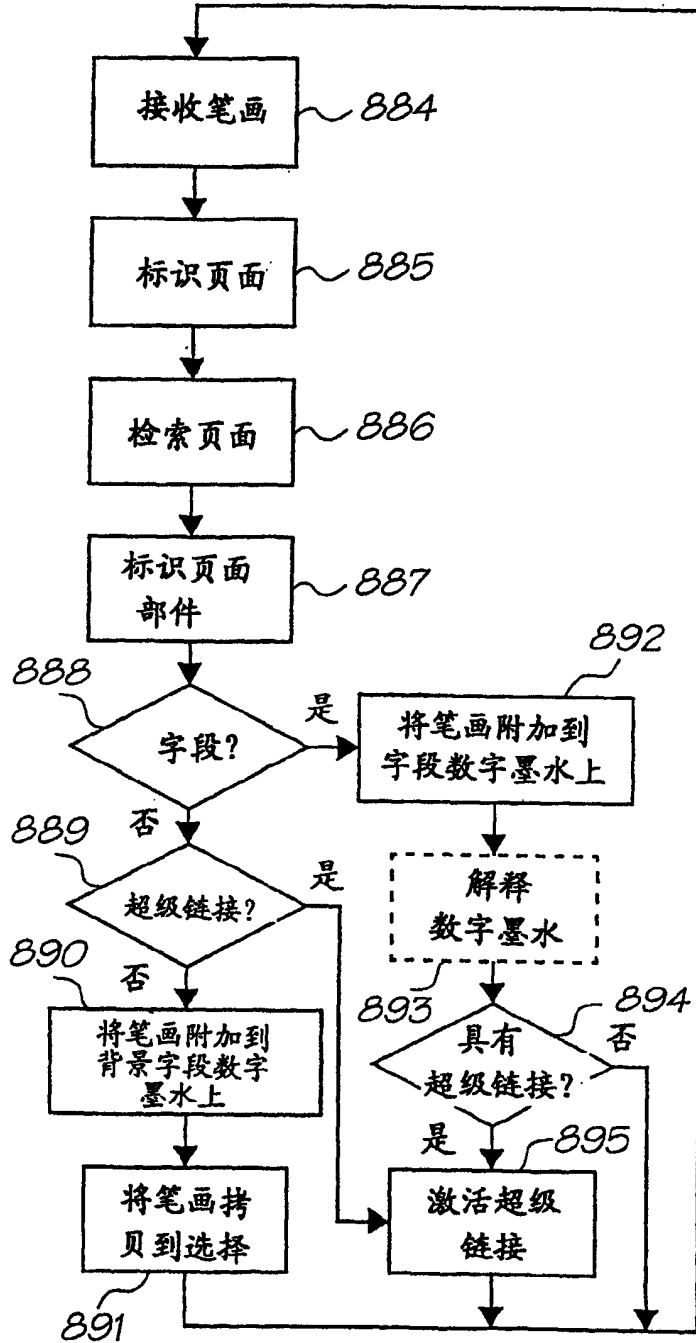 接收笔画
884
标识页面
885
检索页面
886
标识页面
部件
887
888
字段?
是
892
将笔画附加到
字段数字墨水上
否
889
超级链接?
是
解释
数字墨水
893
890
否
将笔画附加到
背景字段数字
墨水上
894
具有
超级链接?
否
是
895
将笔画拷
贝到选择
891
激活超级
链接